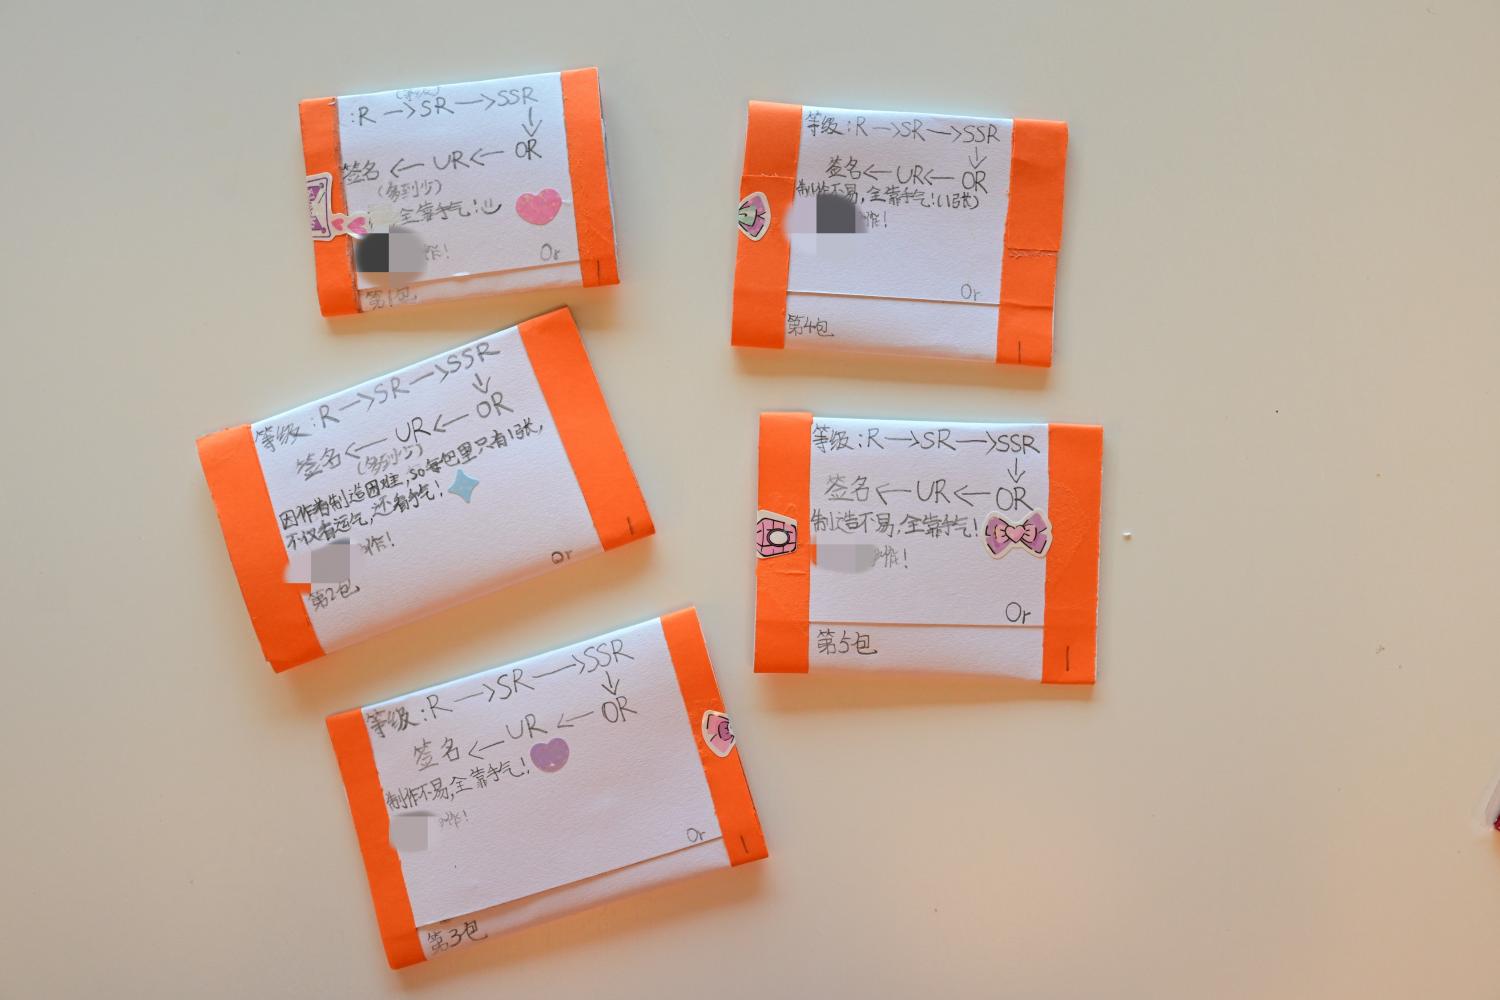 (等级)
:R→SR→SSR
↓
签名←UR←OR
(多到少)
全靠手气!
作!
Or
第1包
等级:R→SR→SSR
↓
签名←UR←OR
(多到少)
因作者制造困难,so每包里只有1张,
不仅看运气,还看手气!
作!
Or
第2包
等级:R→SR→SSR
↓
签名←UR←OR
制作不易,全靠手气!
作!
Or
第3包
等级:R→SR→SSR
↓
签名←UR←OR
制作不易,全靠手气!(1张)
作!
Or
第4包
等级:R→SR→SSR
↓
签名←UR←OR
制造不易,全靠手气!
作!
Or
第5包